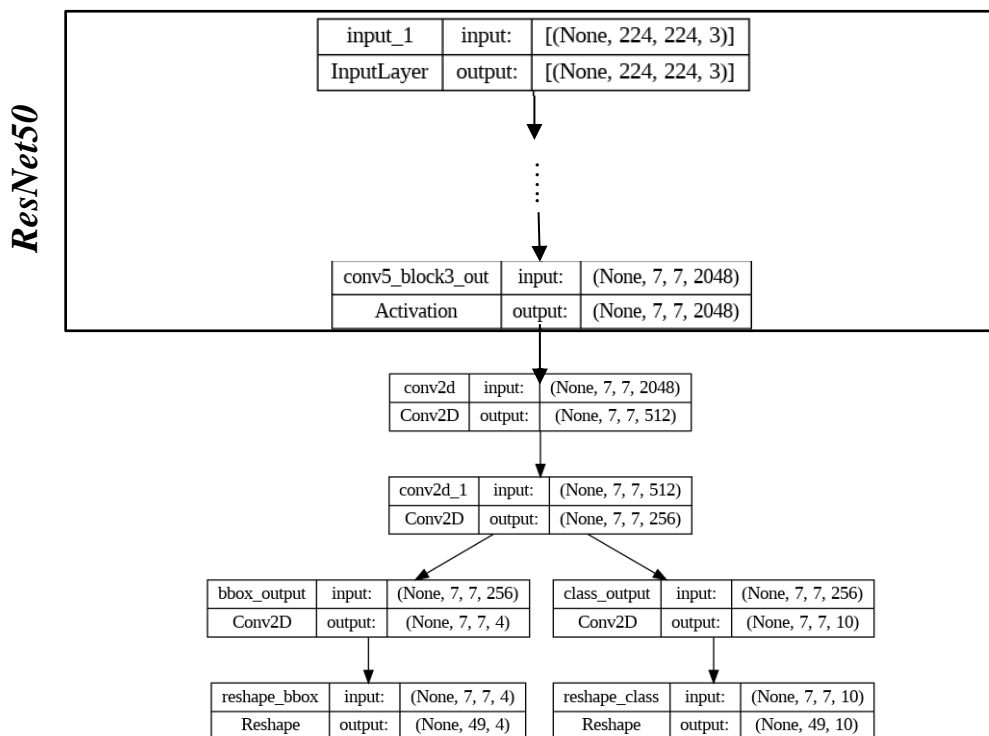 ResNet50
input_1 input: [(None, 224, 224, 3)]
InputLayer output: [(None, 224, 224, 3)]
......
conv5_block3_out input: (None, 7, 7, 2048)
Activation output: (None, 7, 7, 2048)
conv2d input: (None, 7, 7, 2048)
Conv2D output: (None, 7, 7, 512)
conv2d_1 input: (None, 7, 7, 512)
Conv2D output: (None, 7, 7, 256)
bbox_output input: (None, 7, 7, 256)
Conv2D output: (None, 7, 7, 4)
class_output input: (None, 7, 7, 256)
Conv2D output: (None, 7, 7, 10)
reshape_bbox input: (None, 7, 7, 4)
Reshape output: (None, 49, 4)
reshape_class input: (None, 7, 7, 10)
Reshape output: (None, 49, 10)